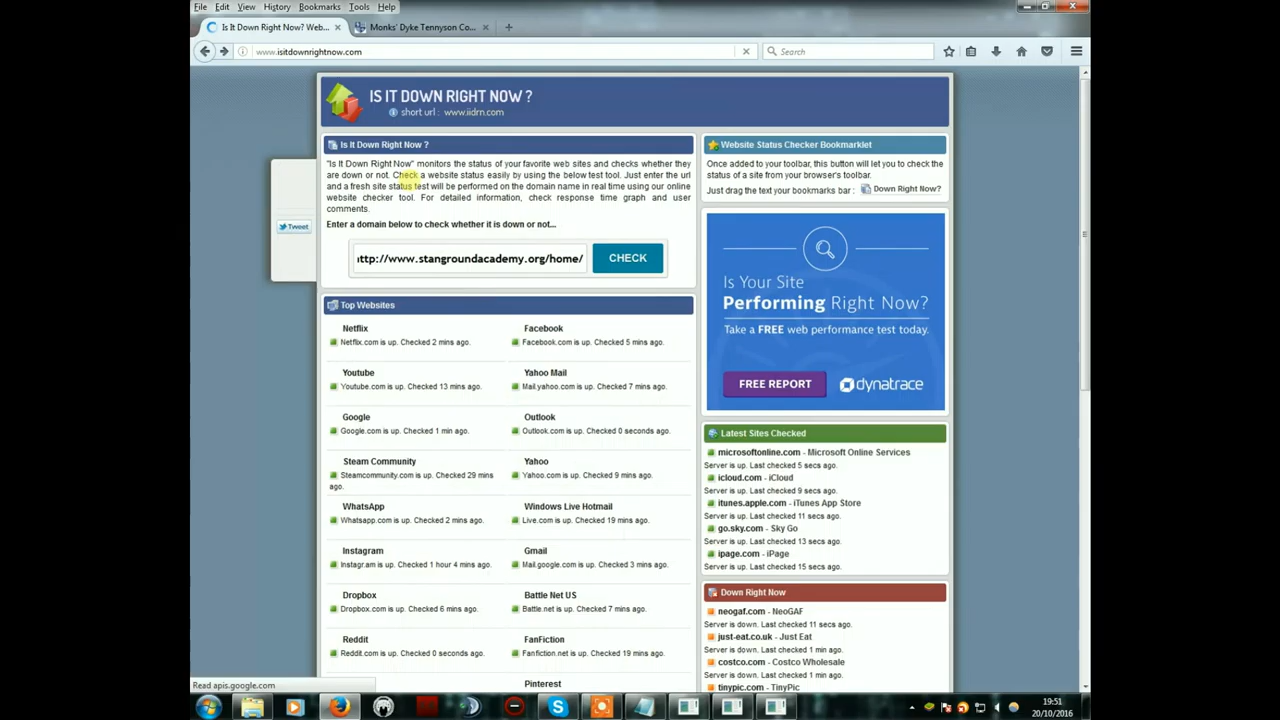 File Edit View History Bookmarks Tools Help
Is It Down Right Now? Web...
Monks' Dyke Tennyson Co...
www.isitdownrightnow.com
Search
IS IT DOWN RIGHT NOW ?
short url : www.iidrn.com
Is It Down Right Now ?
"Is It Down Right Now" monitors the status of your favorite web sites and checks whether they
are down or not. Check a website status easily by using the below test tool. Just enter the url
and a fresh site status test will be performed on the domain name in real time using our online
website checker tool. For detailed information, check response time graph and user
comments.
Enter a domain below to check whether it is down or not...
ttp://www.stangroundacademy.org/home/
CHECK
Tweet
Website Status Checker Bookmarklet
Once added to your toolbar, this button will let you to check the
status of a site from your browser's toolbar.
Just drag the text your bookmarks bar : Down Right Now?
Is Your Site
Performing Right Now?
Take a FREE web performance test today.
FREE REPORT
dynatrace
Top Websites
Netflix
Netflix.com is up. Checked 2 mins ago.
Facebook
Facebook.com is up. Checked 5 mins ago.
Youtube
Youtube.com is up. Checked 13 mins ago.
Yahoo Mail
Mail.yahoo.com is up. Checked 7 mins ago.
Google
Google.com is up. Checked 1 min ago.
Outlook
Outlook.com is up. Checked 0 seconds ago.
Steam Community
Steamcommunity.com is up. Checked 29 mins
ago.
Yahoo
Yahoo.com is up. Checked 9 mins ago.
WhatsApp
Whatsapp.com is up. Checked 2 mins ago.
Windows Live Hotmail
Live.com is up. Checked 19 mins ago.
Instagram
Instagr.am is up. Checked 1 hour 4 mins ago.
Gmail
Mail.google.com is up. Checked 3 mins ago.
Dropbox
Dropbox.com is up. Checked 6 mins ago.
Battle Net US
Battle.net is up. Checked 7 mins ago.
Reddit
Reddit.com is up. Checked 0 seconds ago.
FanFiction
Fanfiction.net is up. Checked 19 mins ago.
Pinterest
Latest Sites Checked
microsoftonline.com - Microsoft Online Services
Server is up. Last checked 5 secs ago.
icloud.com - iCloud
Server is up. Last checked 9 secs ago.
itunes.apple.com - iTunes App Store
Server is up. Last checked 11 secs ago.
go.sky.com - Sky Go
Server is up. Last checked 13 secs ago.
ipage.com - iPage
Server is up. Last checked 15 secs ago.
Down Right Now
neogaf.com - NeoGAF
Server is down. Last checked 11 secs ago.
just-eat.co.uk - Just Eat
Server is down. Last checked 1 min ago.
costco.com - Costco Wholesale
Server is down. Last checked 1 min ago.
tinypic.com - TinyPic
Read apis.google.com
19:51
20/10/2016